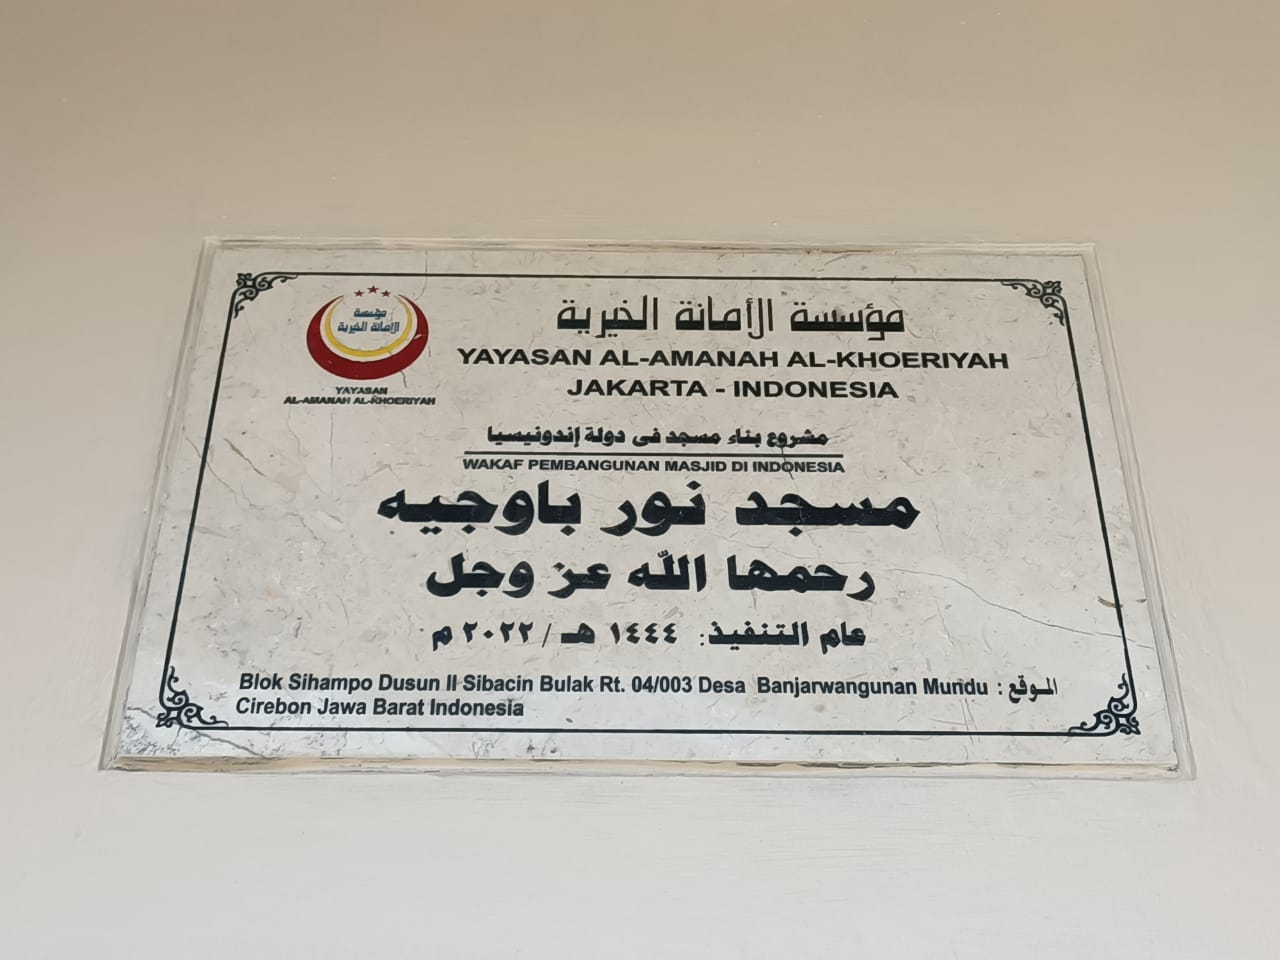 مؤسسة
الأمانة الخيرية
YAYASAN
AL-AMANAH AL-KHOERIYAH
مؤسسة الأمانة الخيرية
YAYASAN AL-AMANAH AL-KHOERIYAH
JAKARTA - INDONESIA
مشروع بناء مسجد في دولة إندونيسيا
WAKAF PEMBANGUNAN MASJID DI INDONESIA
مسجد نور باوجيه
رحمها الله عز وجل
عام التنفيذ: ١٤٤٤ هـ / ٢٠٢٢ م
Blok Sihampo Dusun II Sibacin Bulak Rt. 04/003 Desa Banjarwangunan Mundu : الموقع
Cirebon Jawa Barat Indonesia